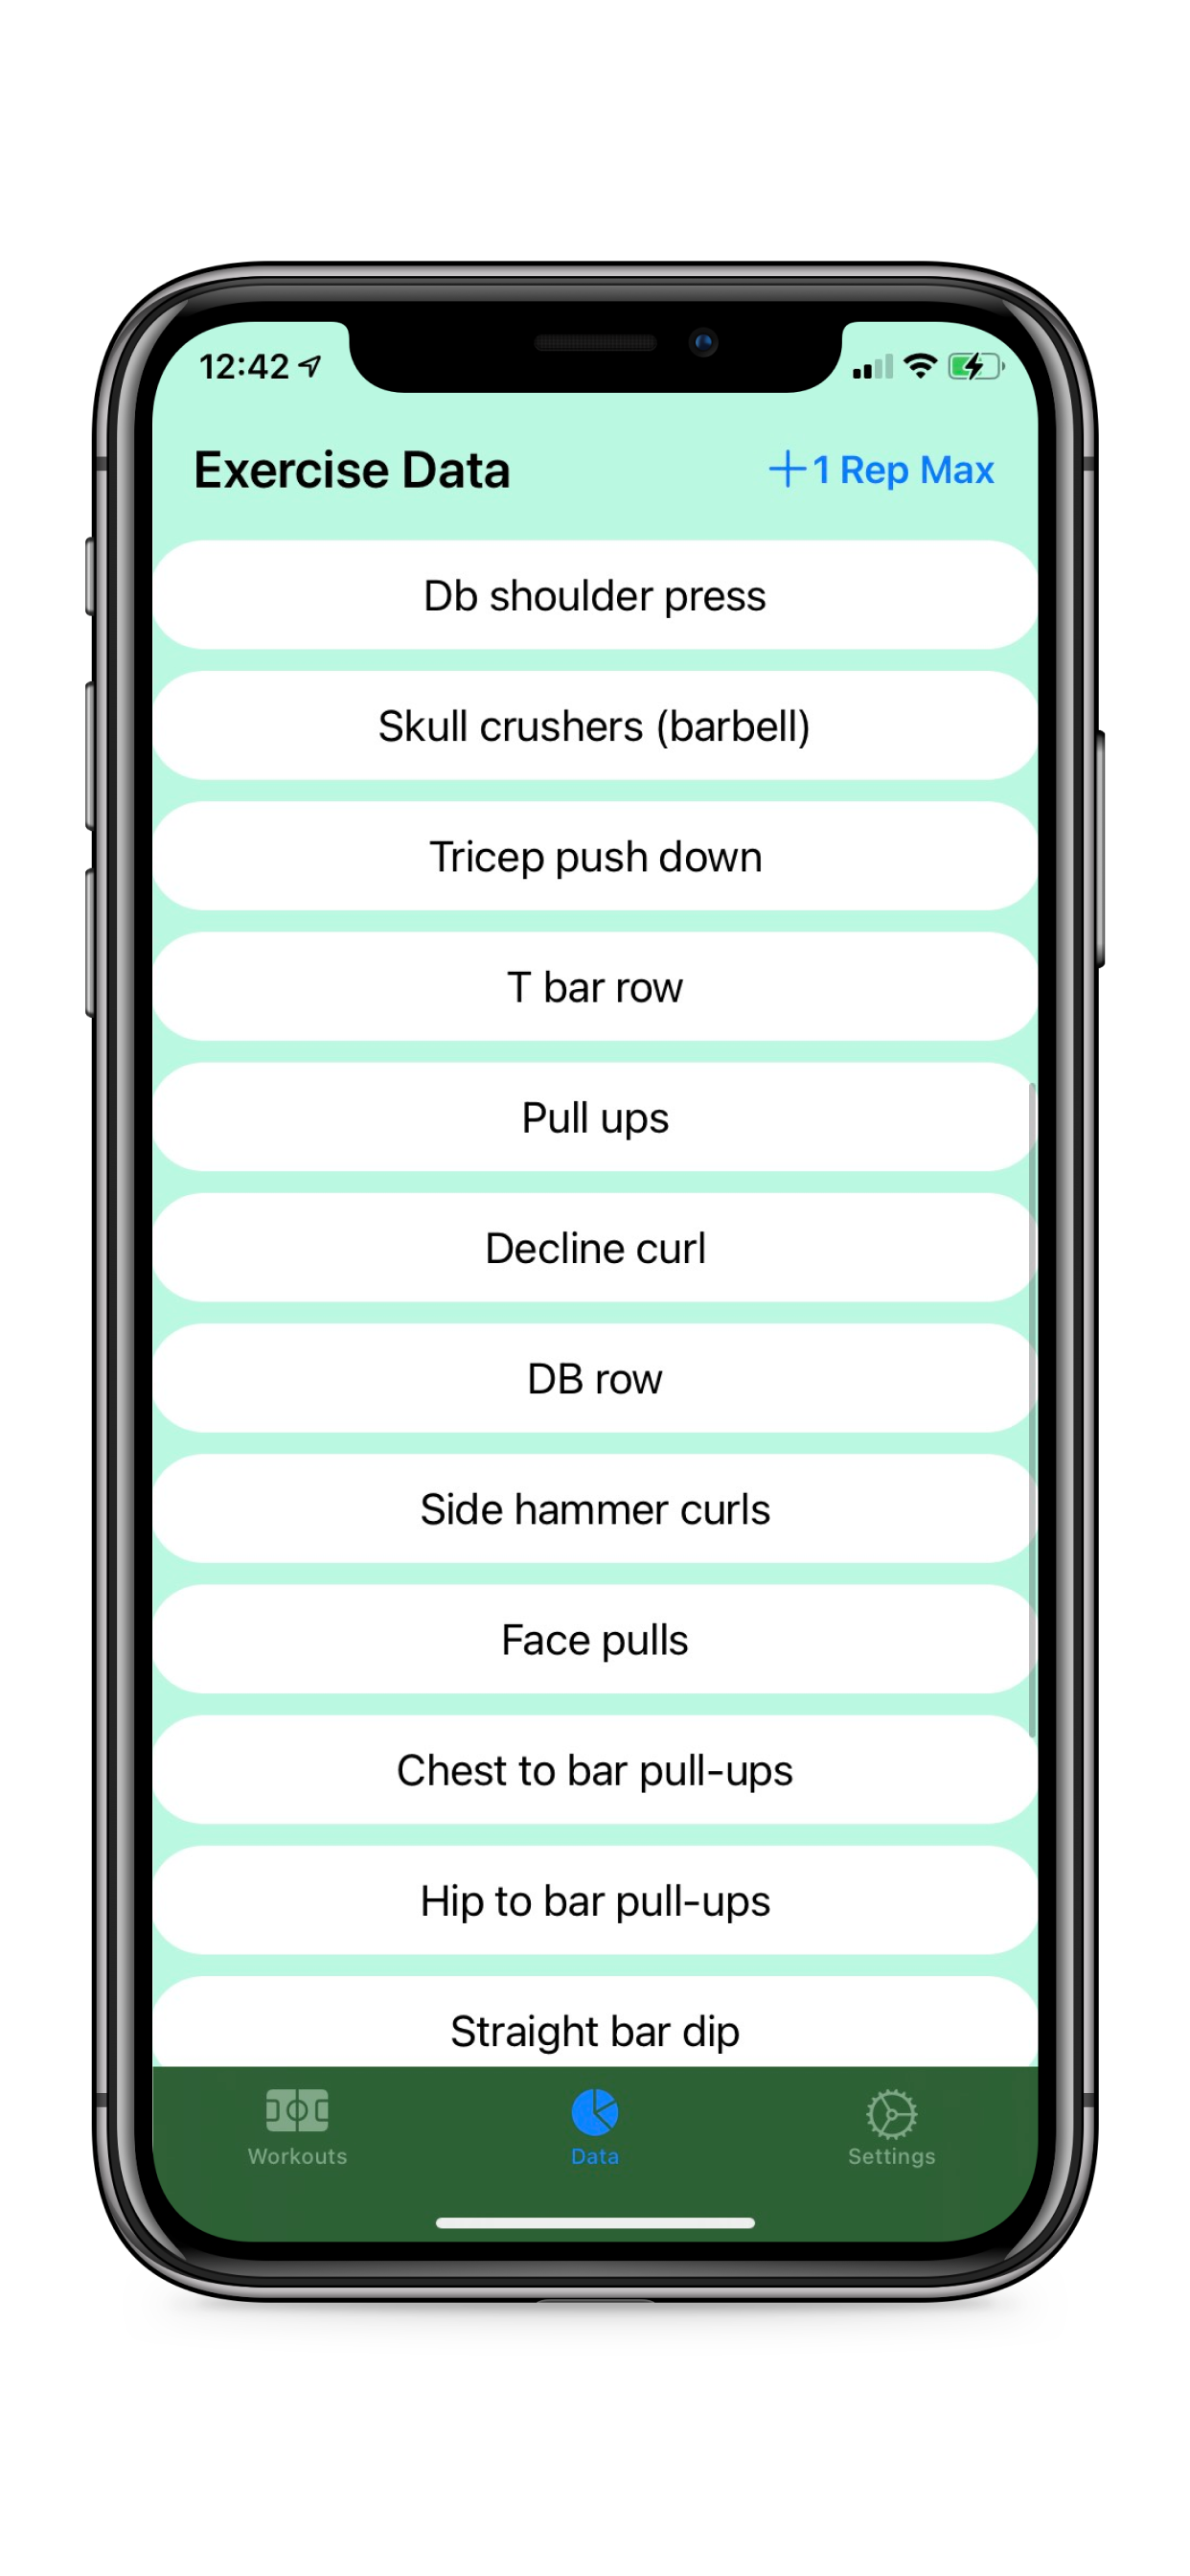 12:42
Exercise Data
+1 Rep Max
Db shoulder press
Skull crushers (barbell)
Tricep push down
T bar row
Pull ups
Decline curl
DB row
Side hammer curls
Face pulls
Chest to bar pull-ups
Hip to bar pull-ups
Straight bar dip
Workouts
Data
Settings